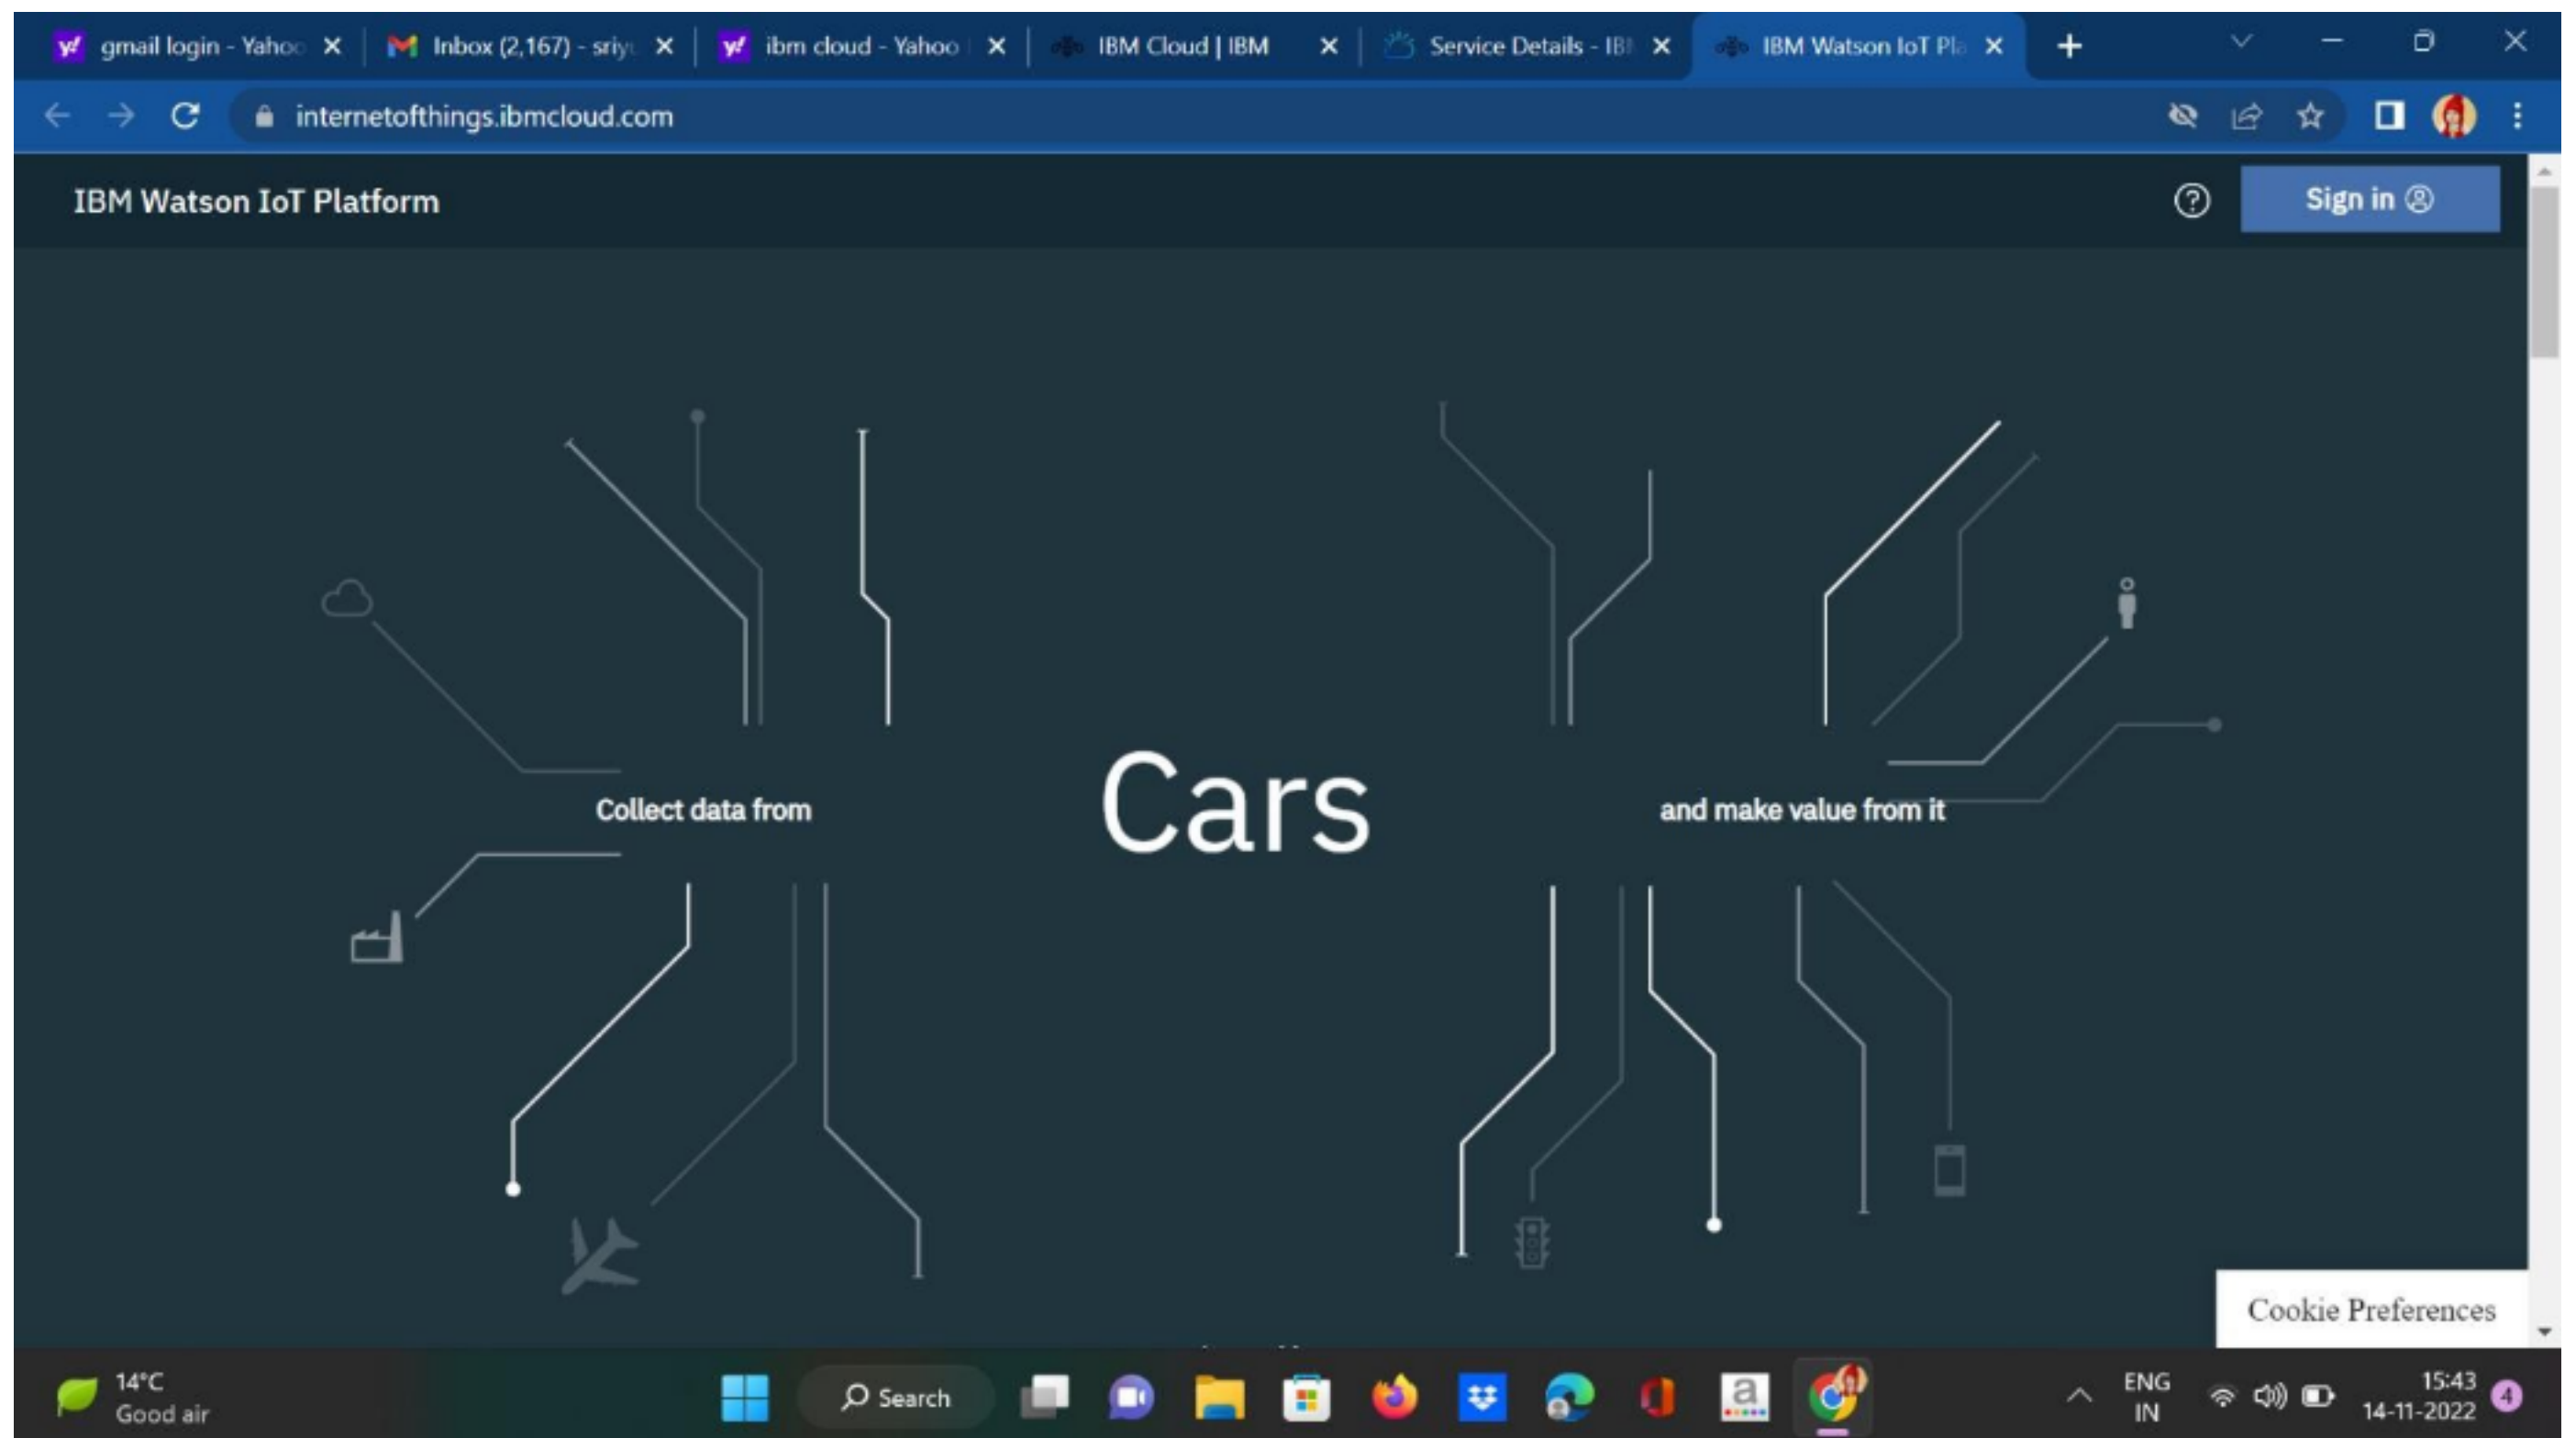 gmail login - Yahoo
Inbox (2,167) - sriy
ibm cloud - Yahoo
IBM Cloud | IBM
Service Details - IB
IBM Watson IoT Pla
internetofthings.ibmcloud.com
IBM Watson IoT Platform
Sign in
Collect data from
Cars
and make value from it
Cookie Preferences
14°C
Good air
Search
ENG
IN
15:43
14-11-2022
4